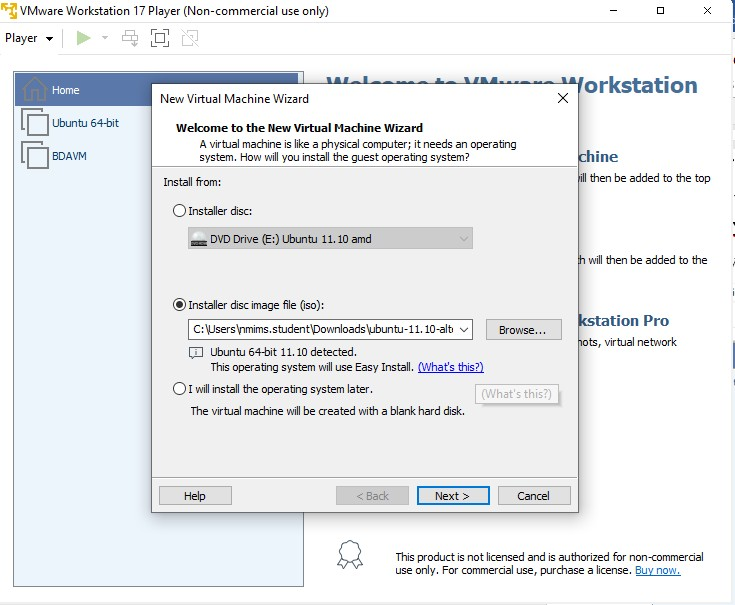 VMware Workstation 17 Player (Non-commercial use only)
Player
Home
Ubuntu 64-bit
BDAVM
Welcome to VMware Workstation
New Virtual Machine Wizard
Welcome to the New Virtual Machine Wizard
A virtual machine is like a physical computer; it needs an operating
system. How will you install the guest operating system?
Install from:
Installer disc:
DVD Drive (E:) Ubuntu 11.10 amd
Installer disc image file (iso):
C:\Users\nmims.student\Downloads\ubuntu-11.10-alte
Browse...
Ubuntu 64-bit 11.10 detected.
This operating system will use Easy Install. (What's this?)
I will install the operating system later.
(What's this?)
The virtual machine will be created with a blank hard disk.
Help
< Back
Next >
Cancel
chine
ill then be added to the top
h will then be added to the
kstation Pro
hots, virtual network
This product is not licensed and is authorized for non-commercial
use only. For commercial use, purchase a license. Buy now.